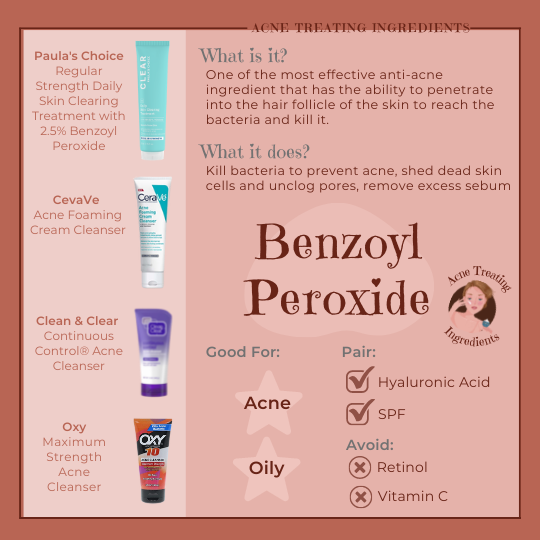 ACNE TREATING INGREDIENTS
Paula's Choice
Regular
Strength Daily
Skin Clearing
Treatment with
2.5% Benzoyl
Peroxide
CLEAR
CevaVe
Acne Foaming
Cream Cleanser
CeraVe
Acne
Foaming
Cream
Cleanser
Clean & Clear
Continuous
Control® Acne
Cleanser
Oxy
Maximum
Strength
Acne
Cleanser
OXY
10
What is it?
One of the most effective anti-acne
ingredient that has the ability to penetrate
into the hair follicle of the skin to reach the
bacteria and kill it.
What it does?
Kill bacteria to prevent acne, shed dead skin
cells and unclog pores, remove excess sebum
Benzoyl
Peroxide
Acne Treating
Ingredients
Good For:
Acne
Oily
Pair:
Hyaluronic Acid
SPF
Avoid:
Retinol
Vitamin C